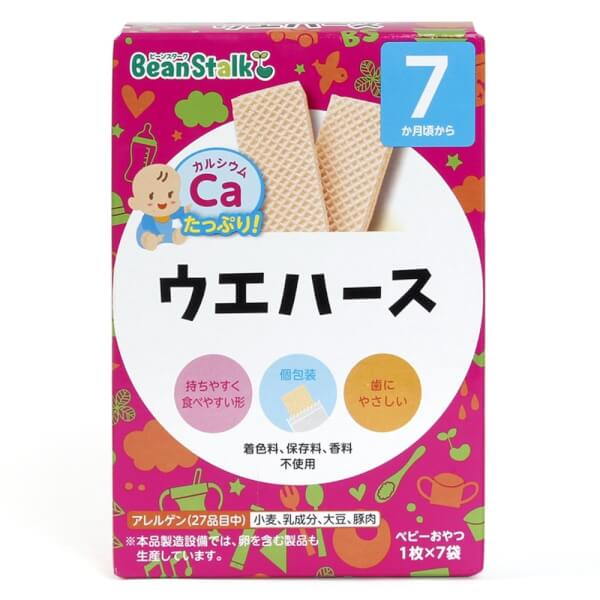 ビーンスターク
BeanStalk
7
か月頃から
カルシウム
Ca
たっぷり!
ウエハース
持ちやすく
食べやすい形
個包装
歯に
やさしい
着色料、保存料、香料
不使用
アレルゲン(27品目中) 小麦、乳成分、大豆、豚肉
※本品製造設備では、卵を含む製品も
生産しています。
ベビーおやつ
1枚×7袋